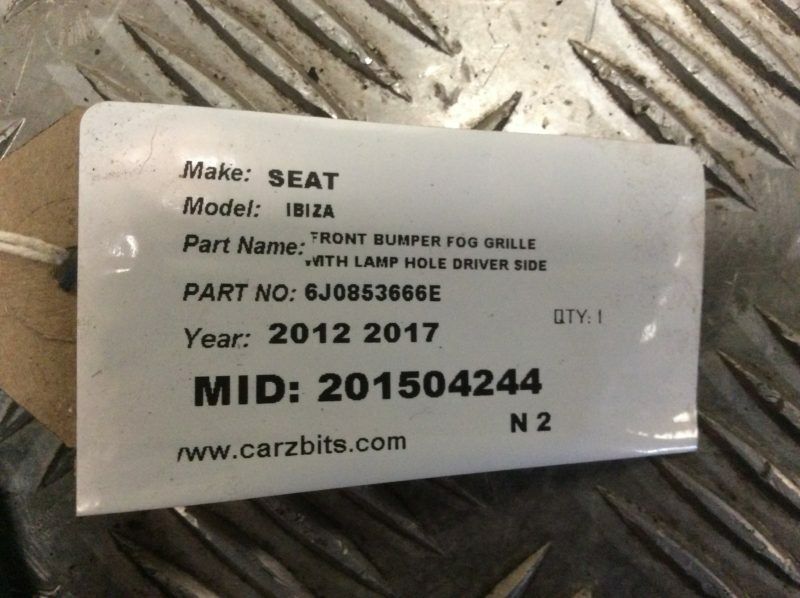 Make: SEAT
Model: IBIZA
Part Name: FRONT BUMPER FOG GRILLE
WITH LAMP HOLE DRIVER SIDE
PART NO: 6J0853666E
QTY: 1
Year: 2012 2017
MID: 201504244
N 2
www.carzbits.com